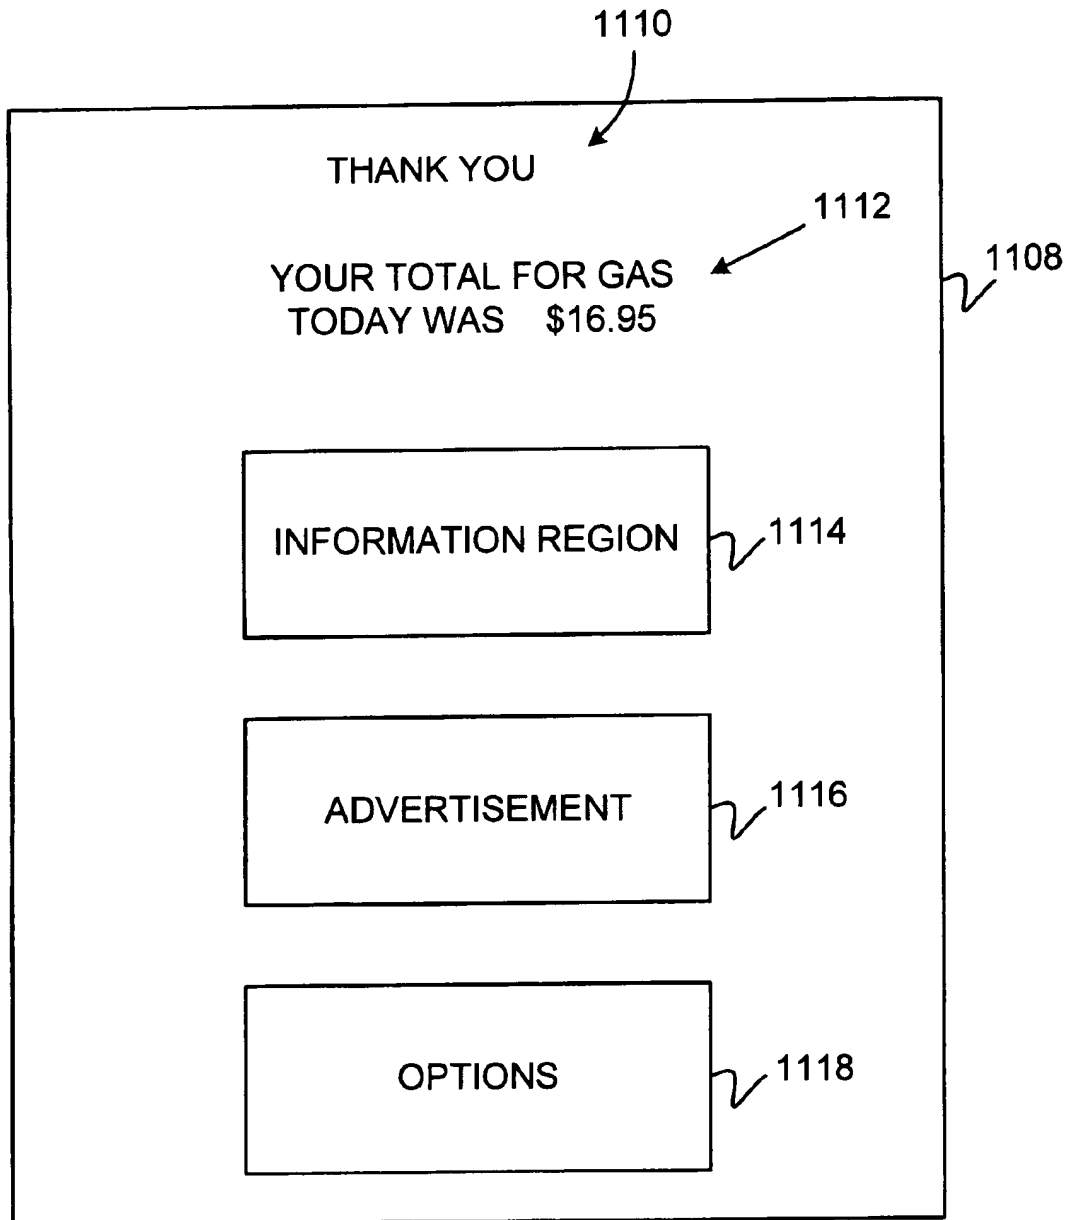 1110
THANK YOU
1112
YOUR TOTAL FOR GAS
TODAY WAS $16.95
1108
INFORMATION REGION
1114
ADVERTISEMENT
1116
OPTIONS
1118